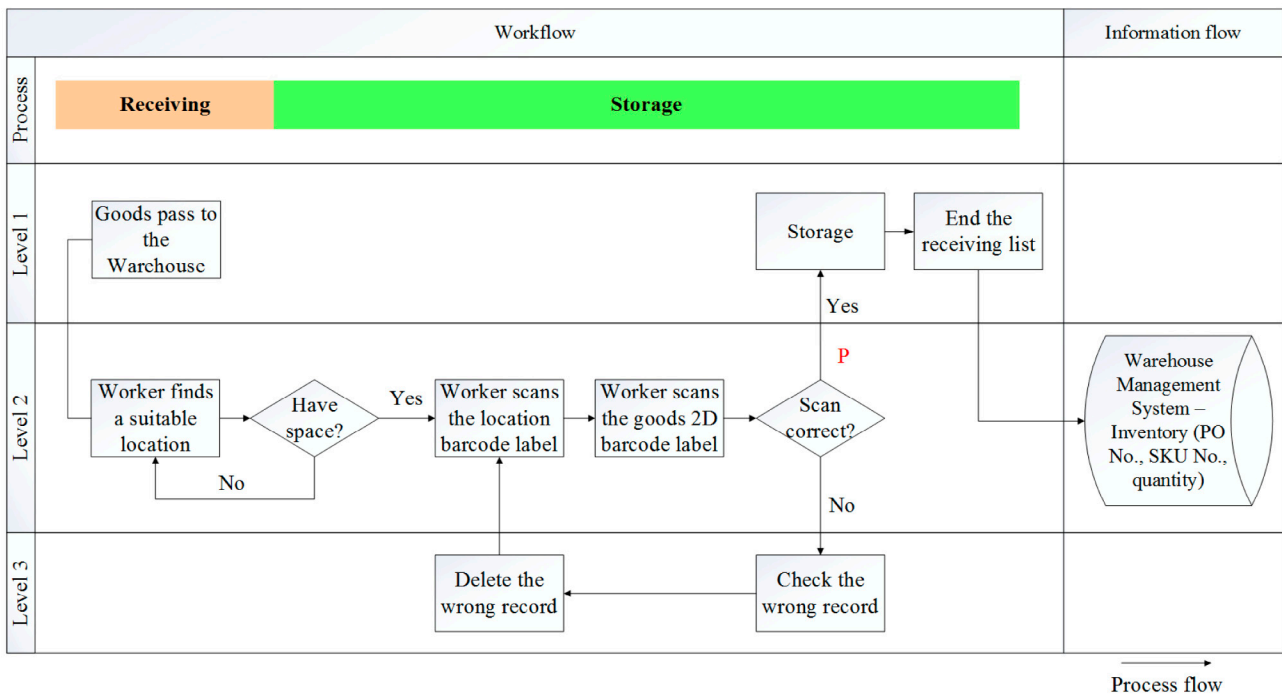 Workflow
Information flow
Process
Receiving
Storage
Level 1
Goods pass to
the
Warehouse
Storage
End the
receiving list
Yes
Level 2
Worker finds
a suitable
location
Have
space?
Yes
No
Worker scans
the location
barcode label
Worker scans
the goods 2D
barcode label
Scan
correct?
P
No
Warehouse
Management
System –
Inventory (PO
No., SKU No.,
quantity)
Level 3
Delete the
wrong record
Check the
wrong record
Process flow